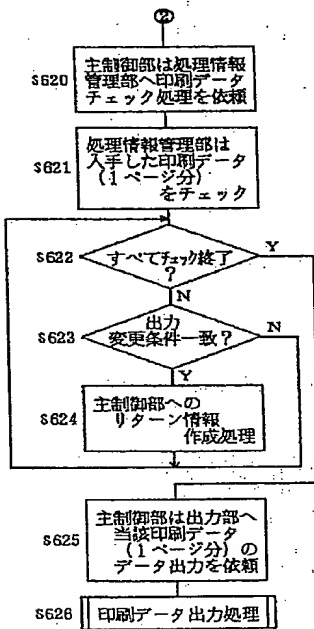 2
S620
主制御部は処理情報
管理部へ印刷データ
チェック処理を依頼
S621
処理情報管理部は
入手した印刷データ
(1ページ分)
をチェック
S622
すべてチェック終了
?
Y
N
S623
出力
変更条件一致?
N
Y
S624
主制御部への
リターン情報
作成処理
S625
主制御部は出力部へ
当該印刷データ
(1ページ分)の
データ出力を依頼
S626
印刷データ出力処理